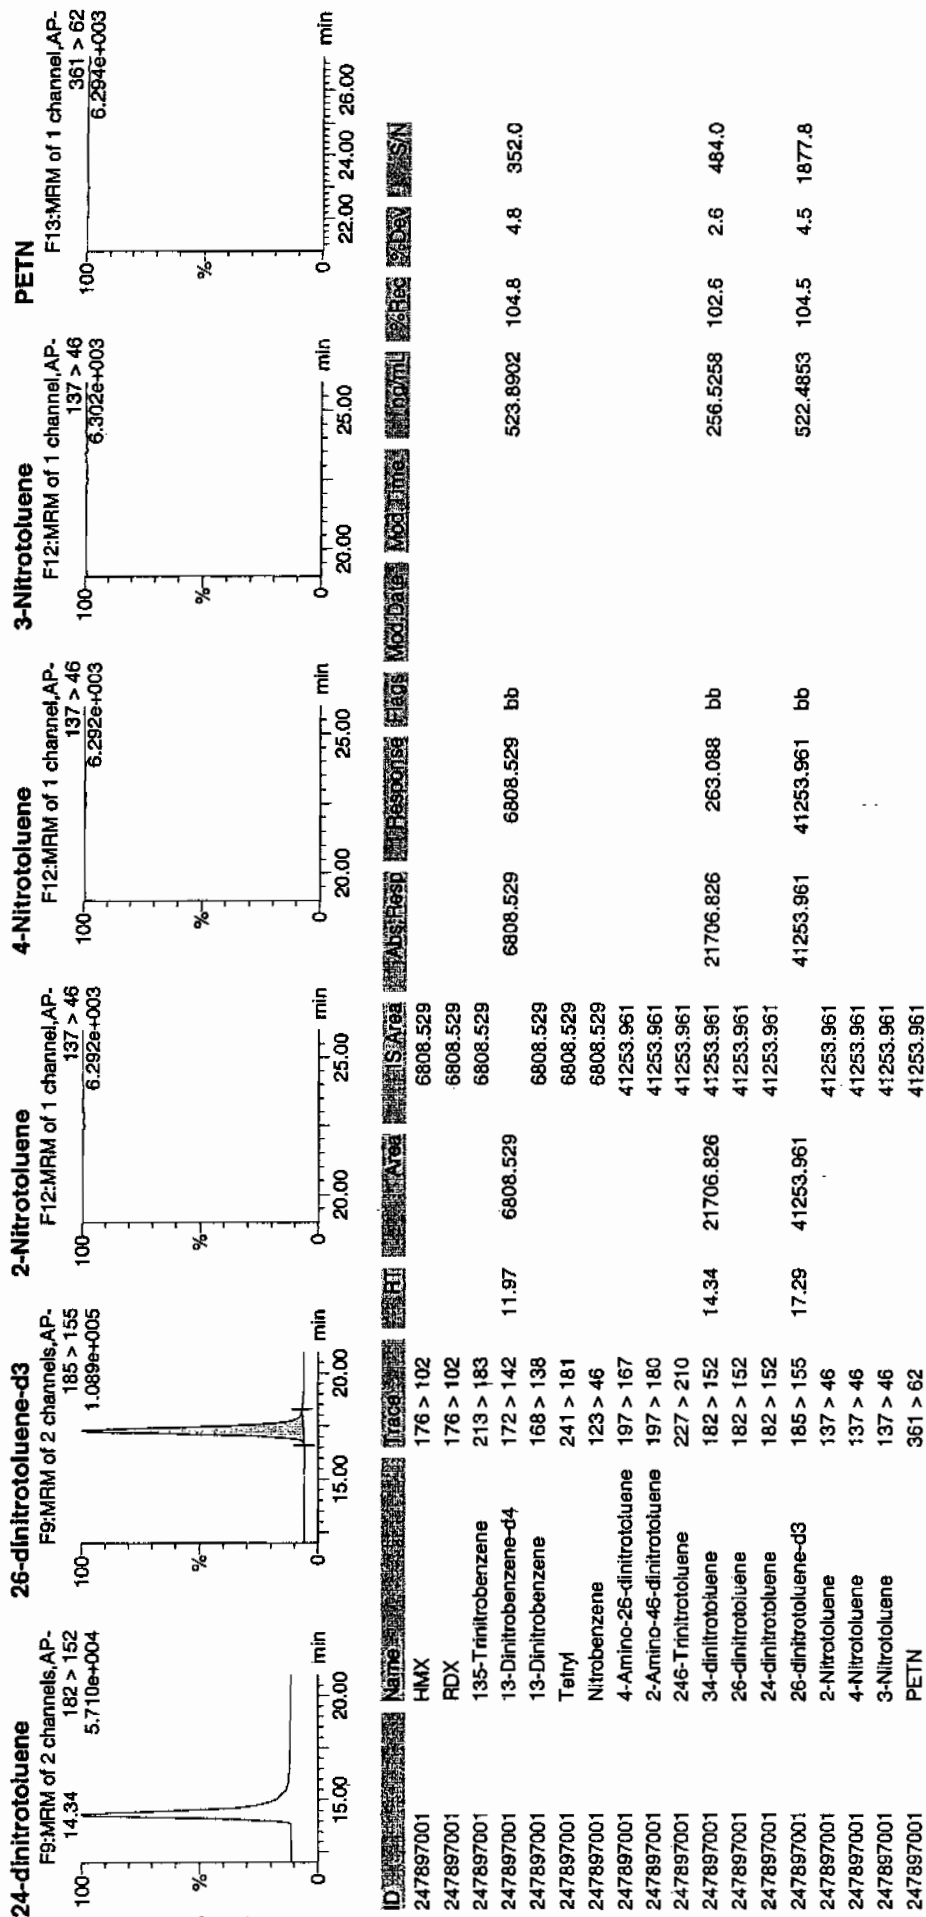 24-dinitrotoluene
F9:MRM of 2 channels,AP-
14.34 182 > 152
5.710e+004
100
%
0
15.00 20.00 min
26-dinitrotoluene-d3
F9:MRM of 2 channels,AP-
185 > 155
1.089e+005
100
%
0
15.00 20.00 min
2-Nitrotoluene
F12:MRM of 1 channel,AP-
137 > 46
6.292e+003
100
%
0
20.00 25.00 min
4-Nitrotoluene
F12:MRM of 1 channel,AP-
137 > 46
6.292e+003
100
%
0
20.00 25.00 min
3-Nitrotoluene
F12:MRM of 1 channel,AP-
137 > 46
6.302e+003
100
%
0
20.00 25.00 min
PETN
F13:MRM of 1 channel,AP-
361 > 62
6.294e+003
100
%
0
22.00 24.00 26.00 min
ID Name Trace RT Area IS Area Abs.Resp Response Flags Mod.Date Mod.Time ng/mL %Rec %Dev S/N
247897001 HMX 176 > 102 6808.529
247897001 RDX 176 > 102 6808.529
247897001 135-Trinitrobenzene 213 > 183 6808.529
247897001 13-Dinitrobenzene-d4 172 > 142 11.97 6808.529 6808.529 6808.529 bb 523.8902 104.8 4.8 352.0
247897001 13-Dinitrobenzene 168 > 138 6808.529
247897001 Tetryl 241 > 181 6808.529
247897001 Nitrobenzene 123 > 46 6808.529
247897001 4-Amino-26-dinitrotoluene 197 > 167 41253.961
247897001 2-Amino-46-dinitrotoluene 197 > 180 41253.961
247897001 246-Trinitrotoluene 227 > 210 41253.961
247897001 34-dinitrotoluene 182 > 152 14.34 21706.826 41253.961 21706.826 263.088 bb 256.5258 102.6 2.6 484.0
247897001 26-dinitrotoluene 182 > 152 41253.961
247897001 24-dinitrotoluene 182 > 152 41253.961
247897001 26-dinitrotoluene-d3 185 > 155 17.29 41253.961 41253.961 41253.961 bb 522.4853 104.5 4.5 1877.8
247897001 2-Nitrotoluene 137 > 46 41253.961
247897001 4-Nitrotoluene 137 > 46 41253.961
247897001 3-Nitrotoluene 137 > 46 41253.961
247897001 PETN 361 > 62 41253.961